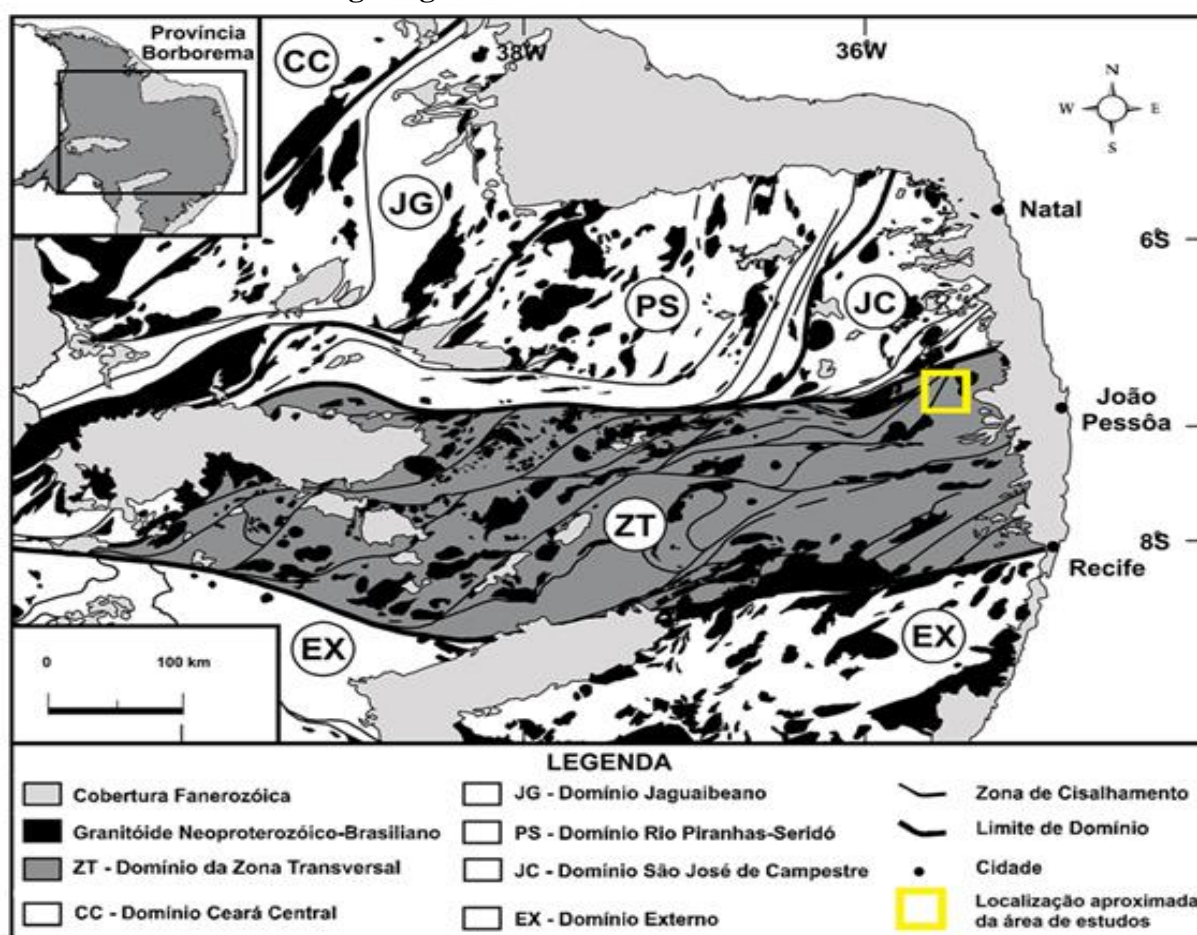 Província
Borborema
CC
38W
36W
N
W E
S
JG
Natal
6°S
PS
JC
João
Pessôa
ZT
8°S
Recife
EX
EX
0 100 km
LEGENDA
Cobertura Fanerozóica
Granitóide Neoproterozóico-Brasiliano
ZT - Domínio da Zona Transversal
CC - Domínio Ceará Central
JG - Domínio Jaguaibeano
PS - Domínio Rio Piranhas-Seridó
JC - Domínio São José de Campestre
EX - Domínio Externo
Zona de Cisalhamento
Limite de Domínio
Cidade
Localização aproximada
da área de estudos